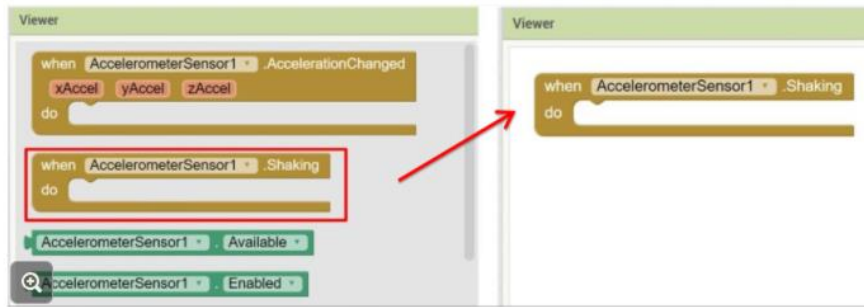 Viewer
when AccelerometerSensor1 .AccelerationChanged
xAccel yAccel zAccel
do
when AccelerometerSensor1 .Shaking
do
AccelerometerSensor1 . Available
AccelerometerSensor1 . Enabled
Viewer
when AccelerometerSensor1 .Shaking
do